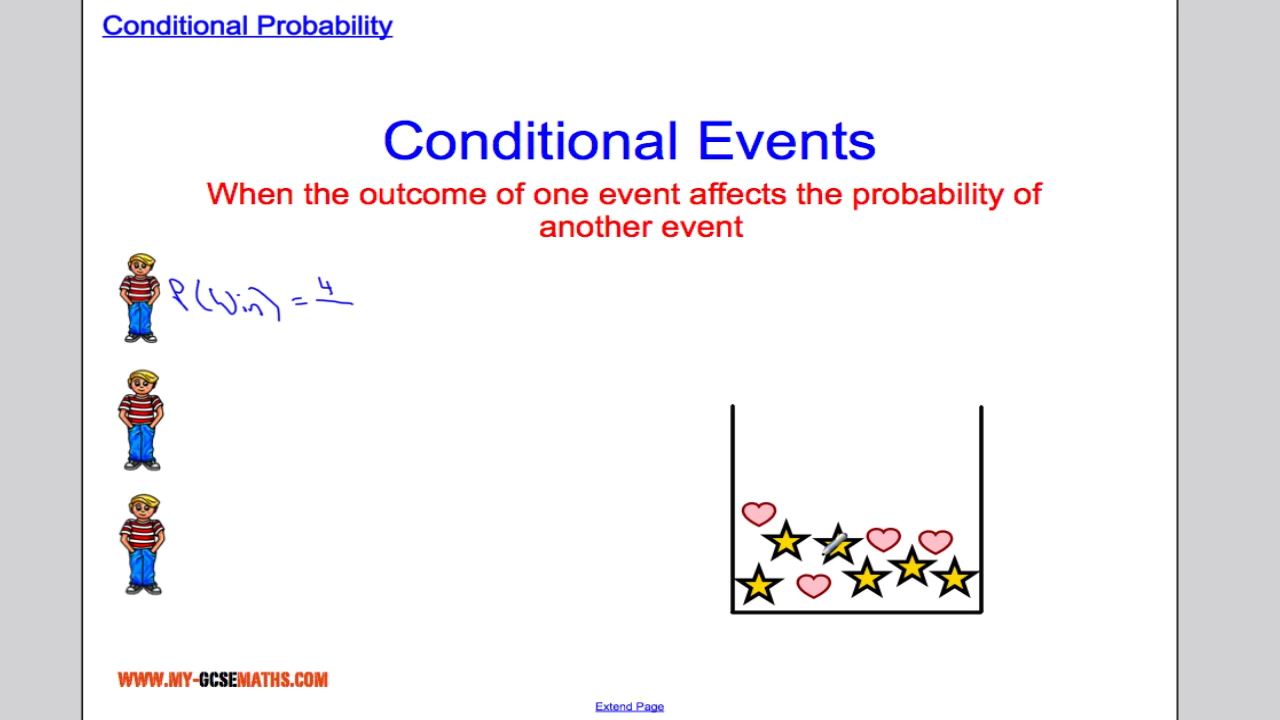 Conditional Probability
Conditional Events
When the outcome of one event affects the probability of
another event
P(Win) = 4
WWW.MY-GCSEMATHS.COM
Extend Page